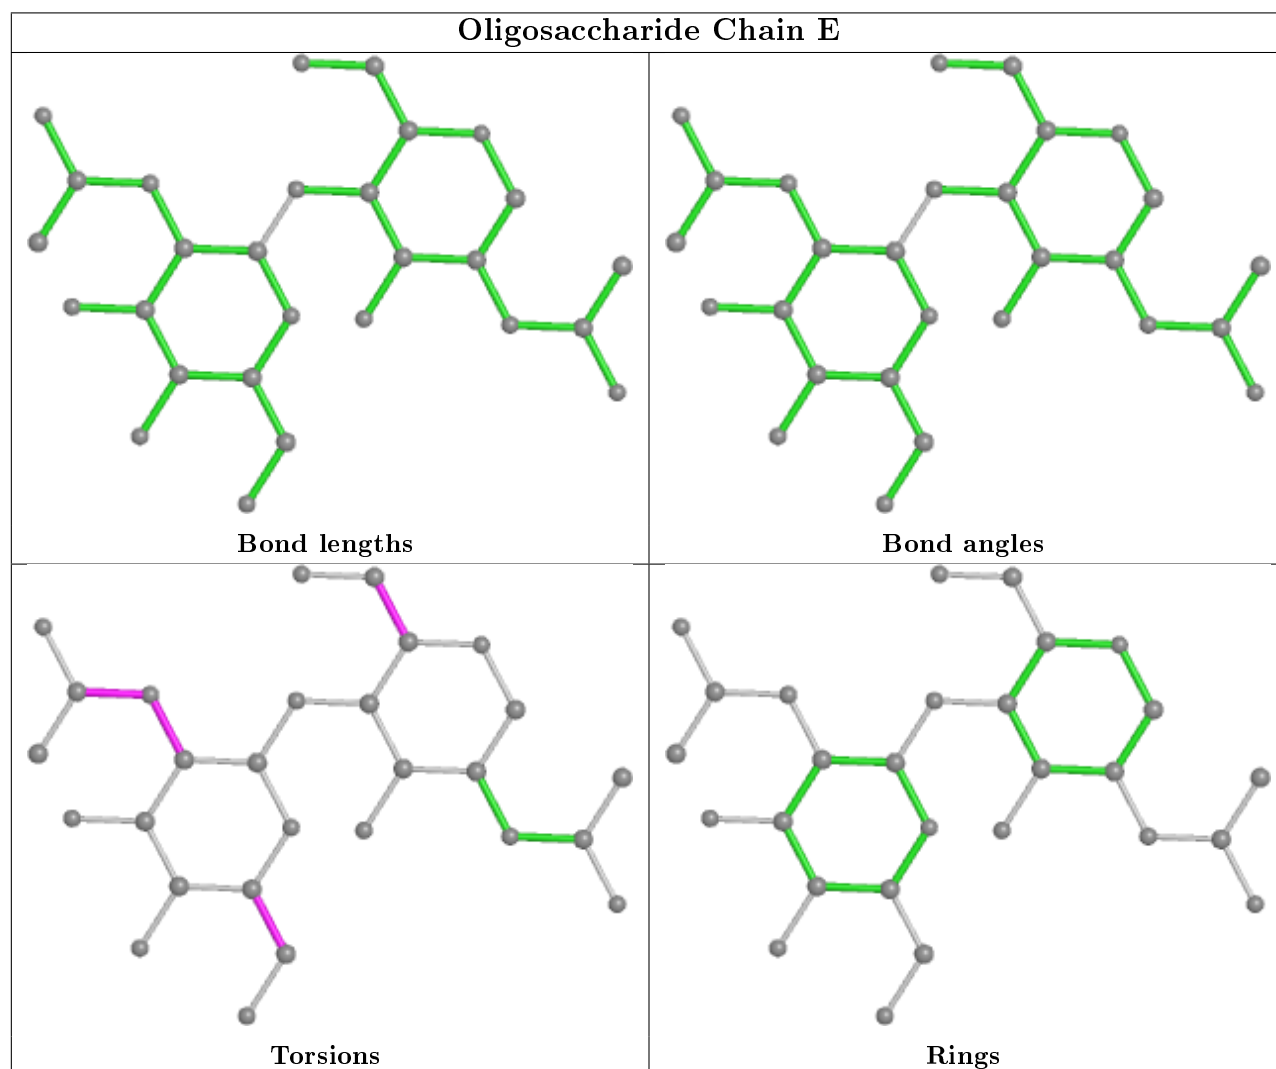 Oligosaccharide Chain E
Bond lengths
Bond angles
Torsions
Rings